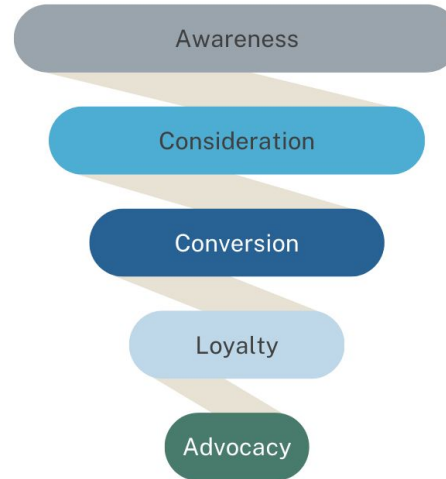 Awareness
Consideration
Conversion
Loyalty
Advocacy